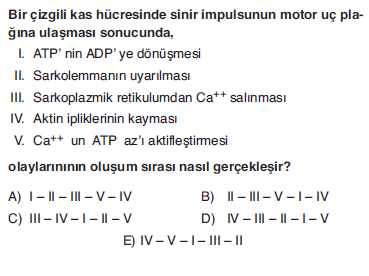 Bir çizgili kas hücresinde sinir impulsunun motor uç pla-
ğına ulaşması sonucunda,
I. ATP' nin ADP' ye dönüşmesi
II. Sarkolemmanın uyarılması
III. Sarkoplazmik retikulumdan Ca++ salınması
IV. Aktin ipliklerinin kayması
V. Ca++ un ATP az'ı aktifleştirmesi
olaylarınının oluşum sırası nasıl gerçekleşir?
A) I – II – III – V – IV B) II – III – V – I – IV
C) III – IV – I – II – V D) IV – III – II – I – V
E) IV – V – I – III – II